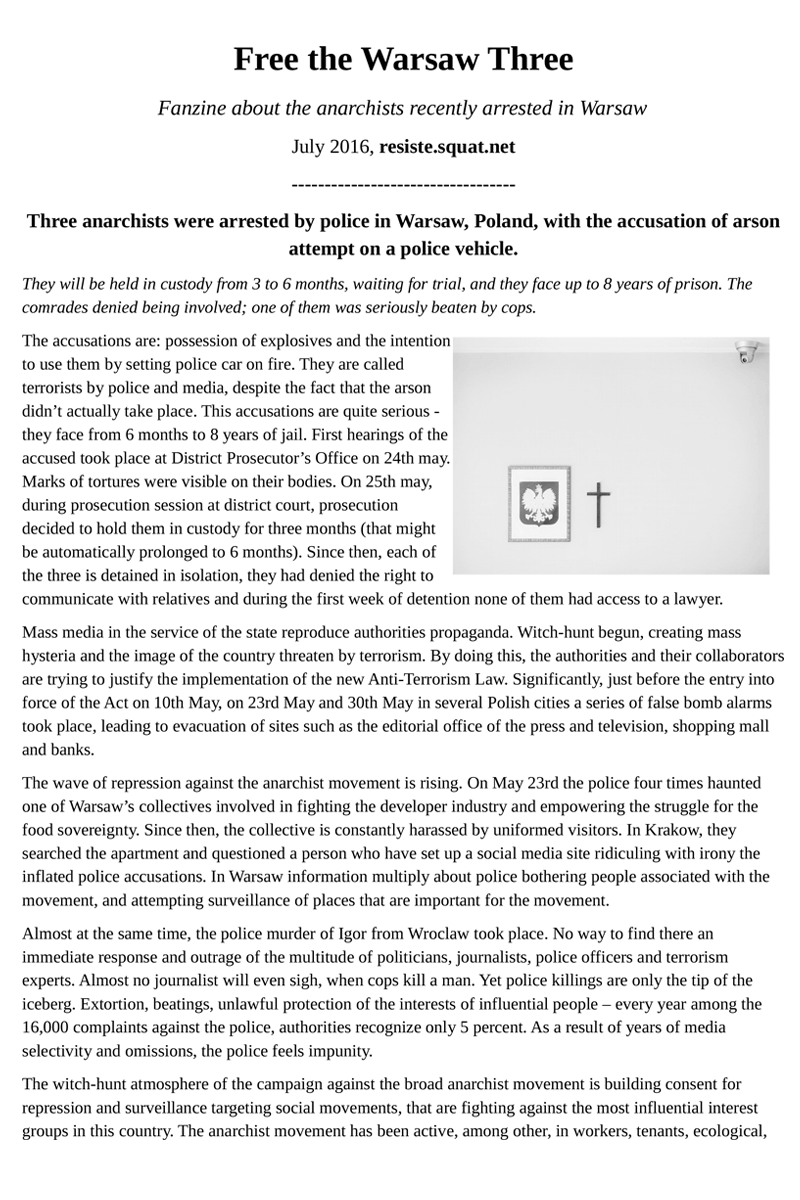 Free the Warsaw Three
Fanzine about the anarchists recently arrested in Warsaw
July 2016, resiste.squat.net
----------------------------------
Three anarchists were arrested by police in Warsaw, Poland, with the accusation of arson
attempt on a police vehicle.
They will be held in custody from 3 to 6 months, waiting for trial, and they face up to 8 years of prison. The
comrades denied being involved; one of them was seriously beaten by cops.
The accusations are: possession of explosives and the intention
to use them by setting police car on fire. They are called
terrorists by police and media, despite the fact that the arson
didn’t actually take place. This accusations are quite serious -
they face from 6 months to 8 years of jail. First hearings of the
accused took place at District Prosecutor’s Office on 24th may.
Marks of tortures were visible on their bodies. On 25th may,
during prosecution session at district court, prosecution
decided to hold them in custody for three months (that might
be automatically prolonged to 6 months). Since then, each of
the three is detained in isolation, they had denied the right to
communicate with relatives and during the first week of detention none of them had access to a lawyer.
Mass media in the service of the state reproduce authorities propaganda. Witch-hunt begun, creating mass
hysteria and the image of the country threaten by terrorism. By doing this, the authorities and their collaborators
are trying to justify the implementation of the new Anti-Terrorism Law. Significantly, just before the entry into
force of the Act on 10th May, on 23rd May and 30th May in several Polish cities a series of false bomb alarms
took place, leading to evacuation of sites such as the editorial office of the press and television, shopping mall
and banks.
The wave of repression against the anarchist movement is rising. On May 23rd the police four times haunted
one of Warsaw’s collectives involved in fighting the developer industry and empowering the struggle for the
food sovereignty. Since then, the collective is constantly harassed by uniformed visitors. In Krakow, they
searched the apartment and questioned a person who have set up a social media site ridiculing with irony the
inflated police accusations. In Warsaw information multiply about police bothering people associated with the
movement, and attempting surveillance of places that are important for the movement.
Almost at the same time, the police murder of Igor from Wroclaw took place. No way to find there an
immediate response and outrage of the multitude of politicians, journalists, police officers and terrorism
experts. Almost no journalist will even sigh, when cops kill a man. Yet police killings are only the tip of the
iceberg. Extortion, beatings, unlawful protection of the interests of influential people – every year among the
16,000 complaints against the police, authorities recognize only 5 percent. As a result of years of media
selectivity and omissions, the police feels impunity.
The witch-hunt atmosphere of the campaign against the broad anarchist movement is building consent for
repression and surveillance targeting social movements, that are fighting against the most influential interest
groups in this country. The anarchist movement has been active, among other, in workers, tenants, ecological,